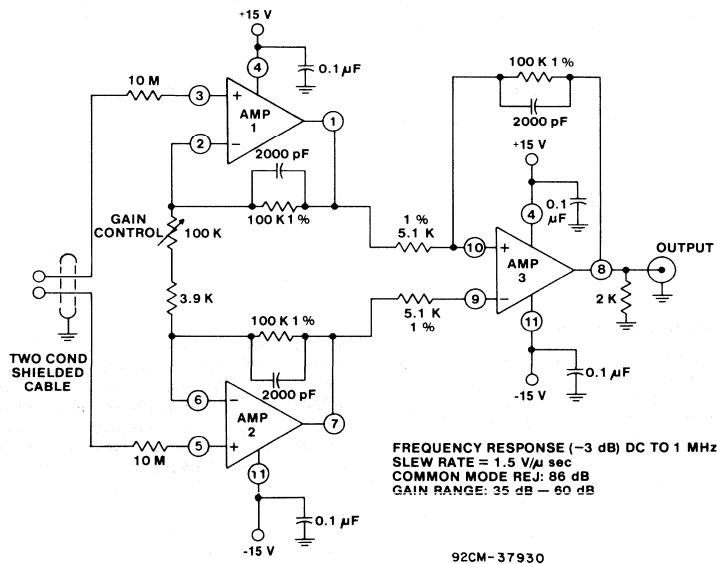 +15 V
4
0.1 µF
10 M
3
+
AMP
1
1
2
−
2000 pF
100 K 1 %
GAIN
CONTROL
100 K
3.9 K
100 K 1 %
2000 pF
6
−
AMP
2
7
5
+
10 M
11
0.1 µF
-15 V
TWO COND
SHIELDED
CABLE
100 K 1 %
2000 pF
+15 V
4
0.1
µF
1 %
5.1 K
10
+
AMP
3
8
OUTPUT
9
−
5.1 K
1 %
2 K
11
0.1 µF
-15 V
FREQUENCY RESPONSE (−3 dB) DC TO 1 MHz
SLEW RATE = 1.5 V/µ sec
COMMON MODE REJ: 86 dB
GAIN RANGE: 35 dB — 60 dB
92CM-37930